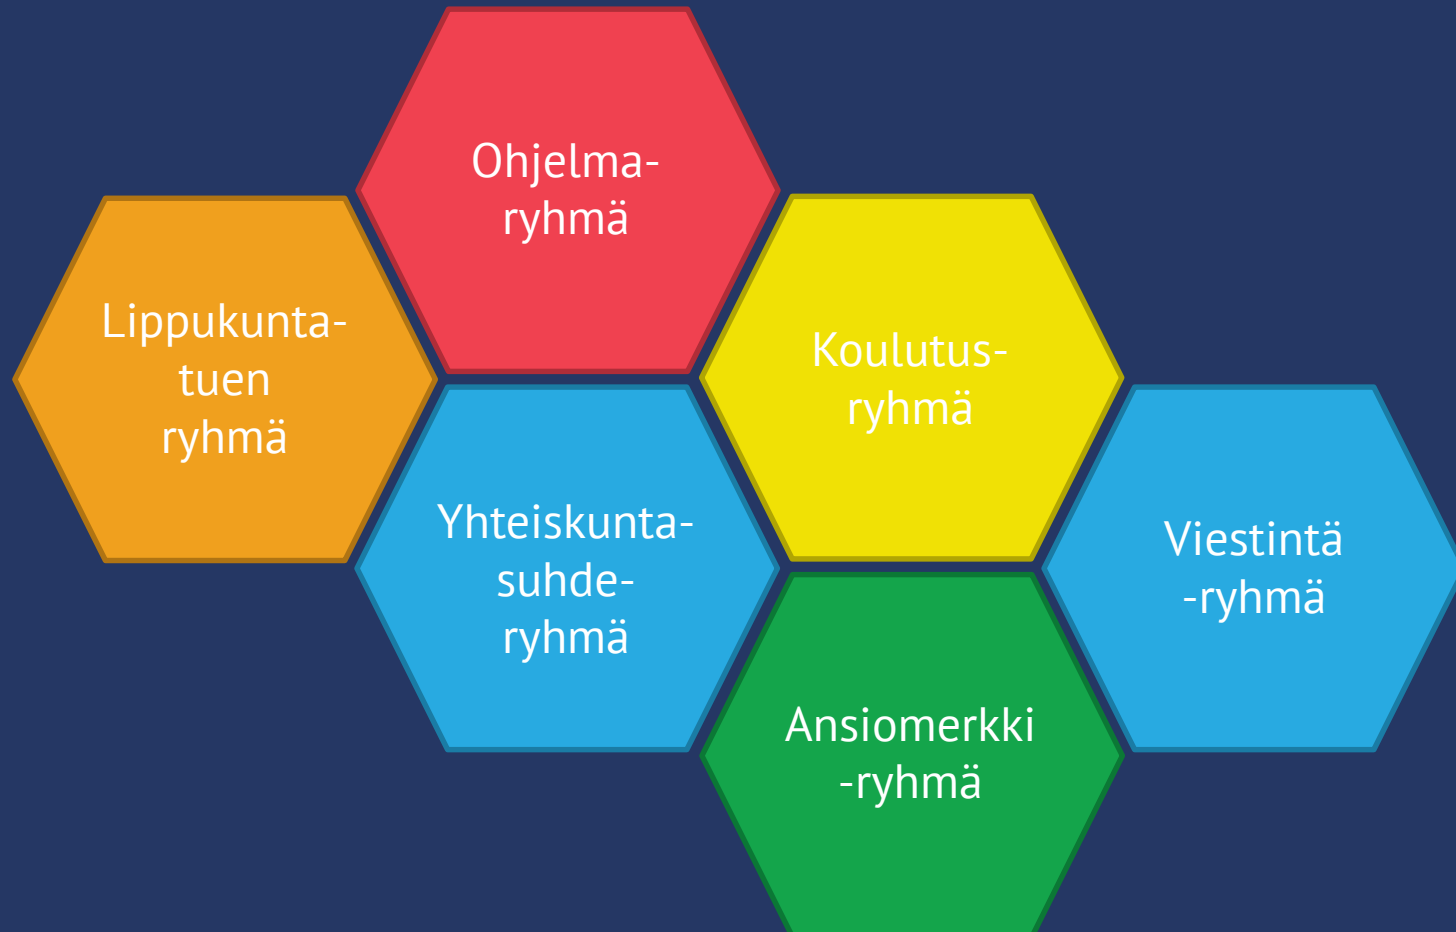 Ohjelma-
ryhmä
Lippukunta-
tuen
ryhmä
Koulutus-
ryhmä
Yhteiskunta-
suhde-
ryhmä
Viestintä
-ryhmä
Ansiomerkki
-ryhmä